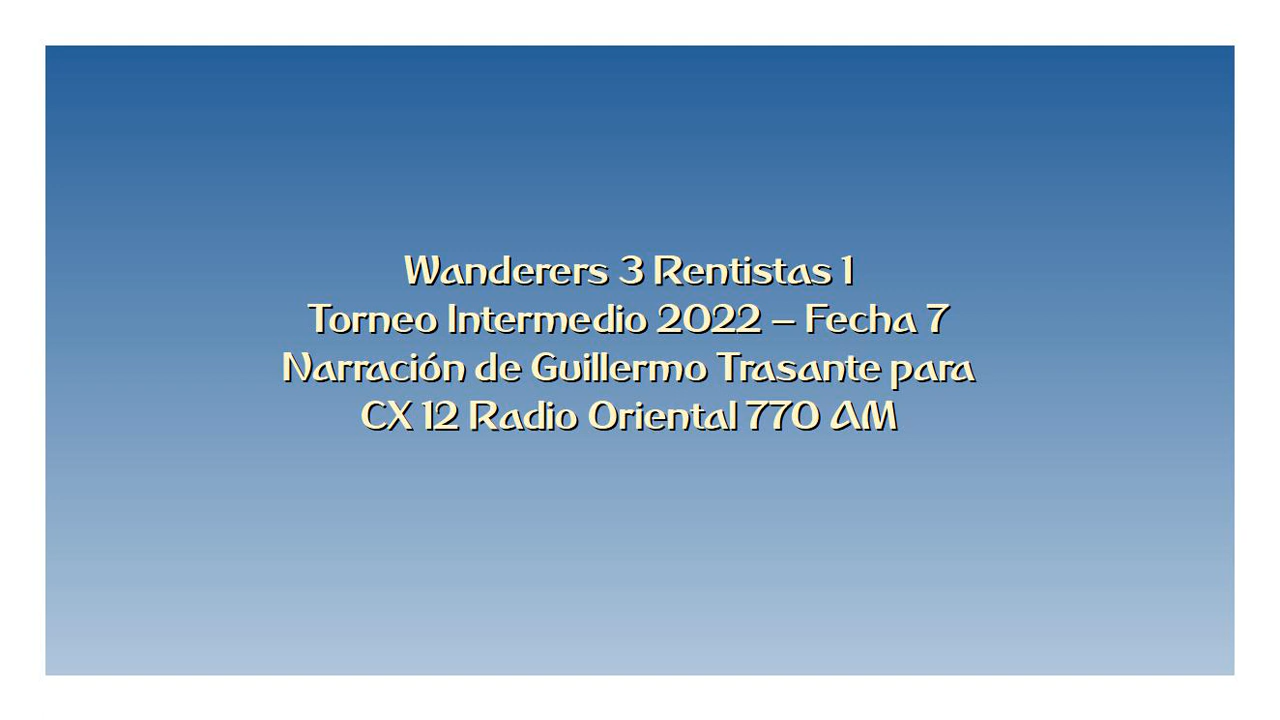 Wanderers 3 Rentistas 1
Torneo Intermedio 2022 – Fecha 7
Narración de Guillermo Trasante para
CX 12 Radio Oriental 770 AM